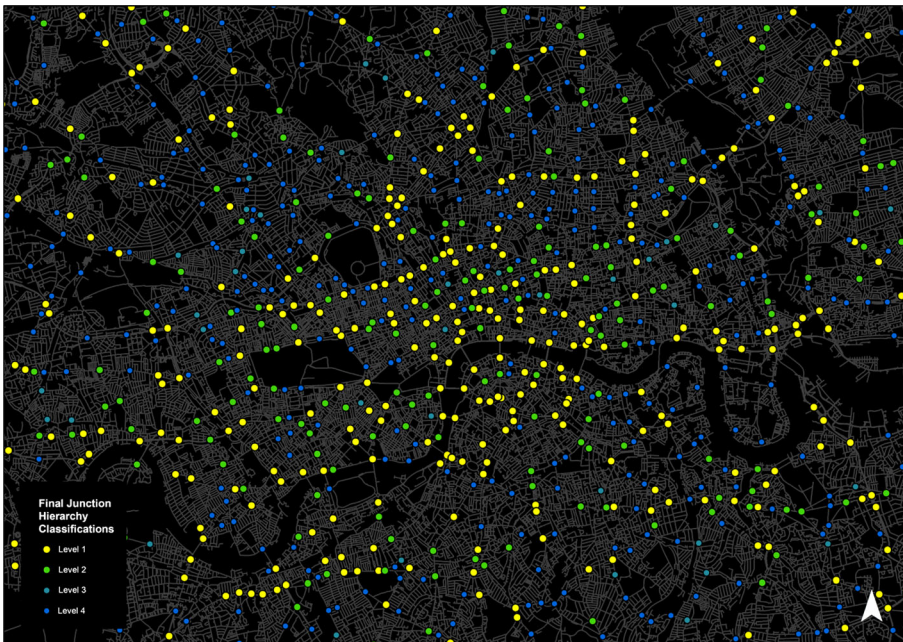 Final Junction
Hierarchy
Classifications
Level 1
Level 2
Level 3
Level 4